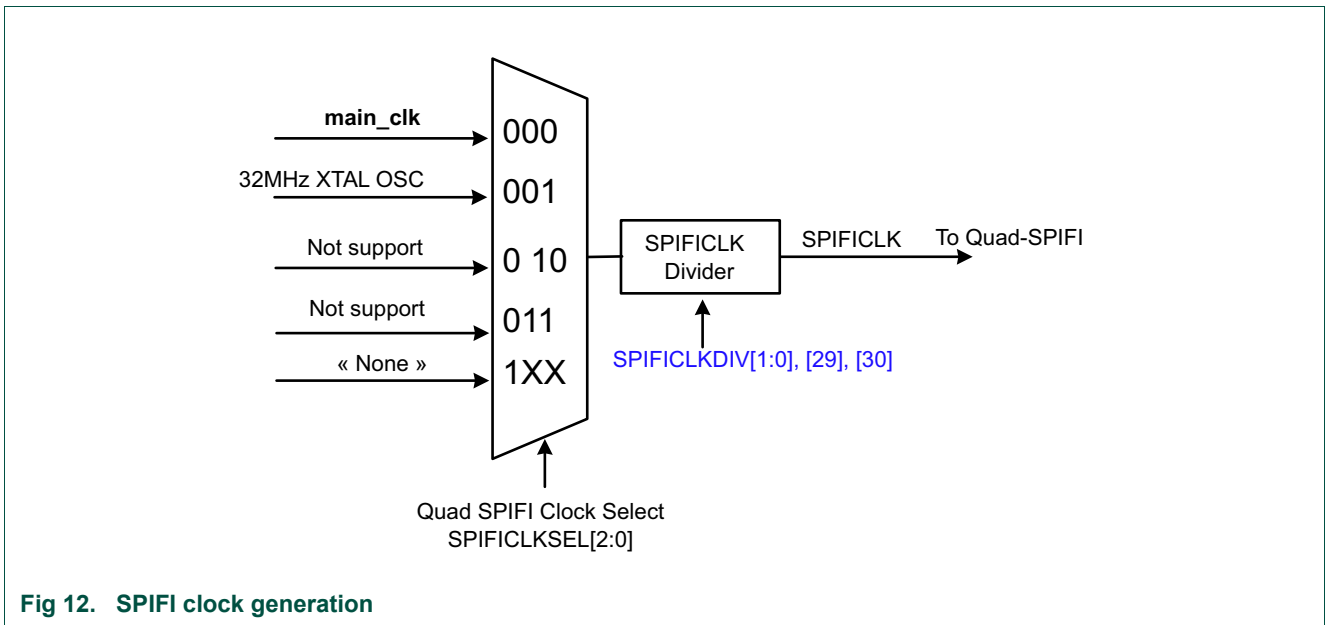 main_clk
000
32MHz XTAL OSC
001
Not support
0 10
Not support
011
« None »
1XX
SPIFICLK
Divider
SPIFICLK
To Quad-SPIFI
SPIFICLKDIV[1:0], [29], [30]
Quad SPIFI Clock Select
SPIFICLKSEL[2:0]
Fig 12. SPIFI clock generation